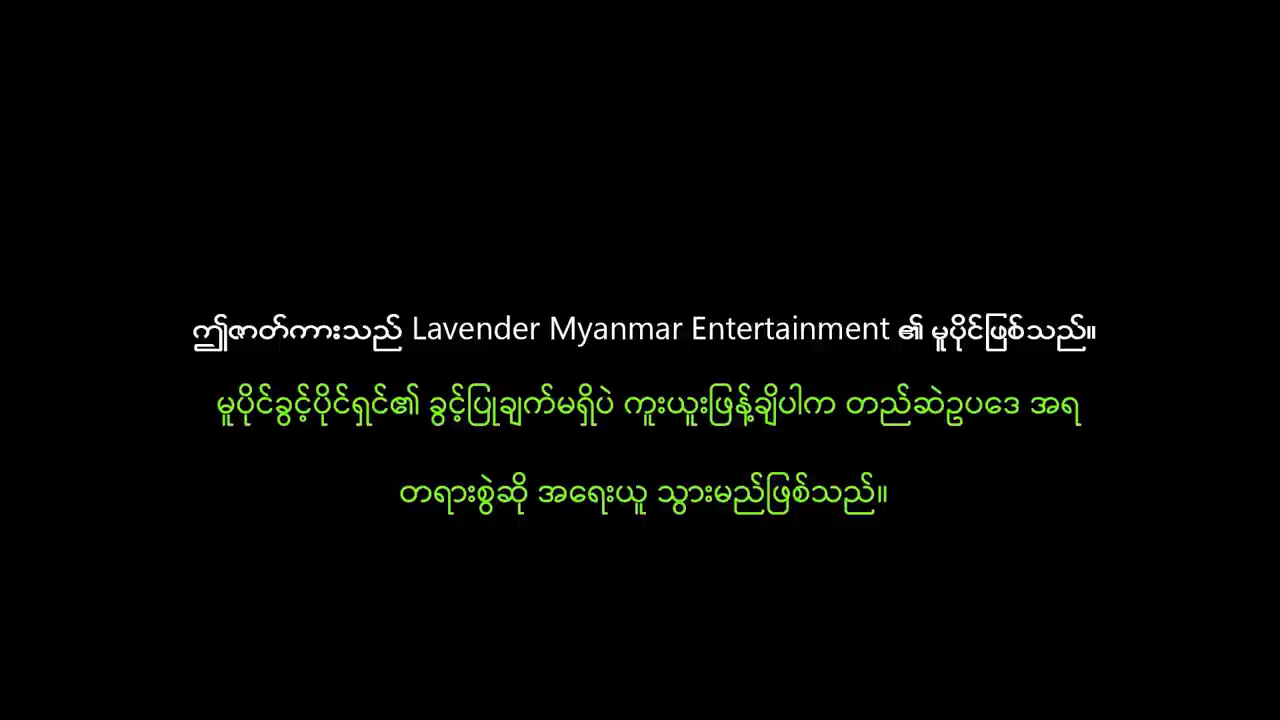 ဤဇာတ်ကားသည် Lavender Myanmar Entertainment ၏ မူပိုင်ဖြစ်သည်။
မူပိုင်ခွင့်ပိုင်ရှင်၏ ခွင့်ပြုချက်မရှိပဲ ကူးယူးဖြန့်ချိပါက တည်ဆဲဥပဒေ အရ
တရားစွဲဆို အရေးယူ သွားမည်ဖြစ်သည်။